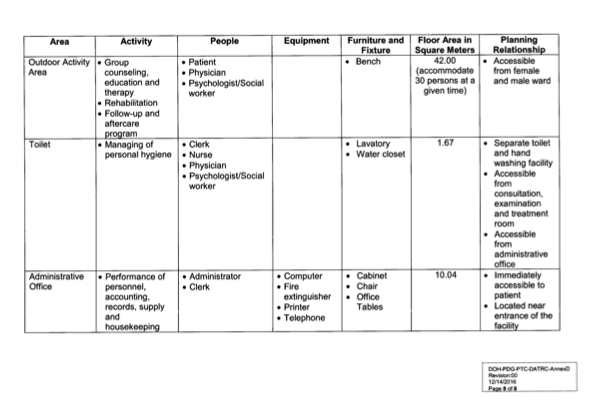 Area Activity People Equipment Furniture and Fixture Floor Area in Square Meters Planning Relationship
Outdoor Activity Area
• Group counseling, education and therapy
• Rehabilitation
• Follow-up and aftercare program
• Patient
• Physician
• Psychologist/Social worker
• Bench
42.00 (accommodate 30 persons at a given time)
• Accessible from female and male ward
Toilet
• Managing of personal hygiene
• Clerk
• Nurse
• Physician
• Psychologist/Social worker
• Lavatory
• Water closet
1.67
• Separate toilet and hand washing facility
• Accessible from consultation, examination and treatment room
• Accessible from administrative office
Administrative Office
• Performance of personnel, accounting, records, supply and housekeeping
• Administrator
• Clerk
• Computer
• Fire extinguisher
• Printer
• Telephone
• Cabinet
• Chair
• Office Tables
10.04
• Immediately accessible to patient
• Located near entrance of the facility
DOH-PDG-PTC-DATRC-AnnexD
Revision:00
12/14/2016
Page 8 of 8